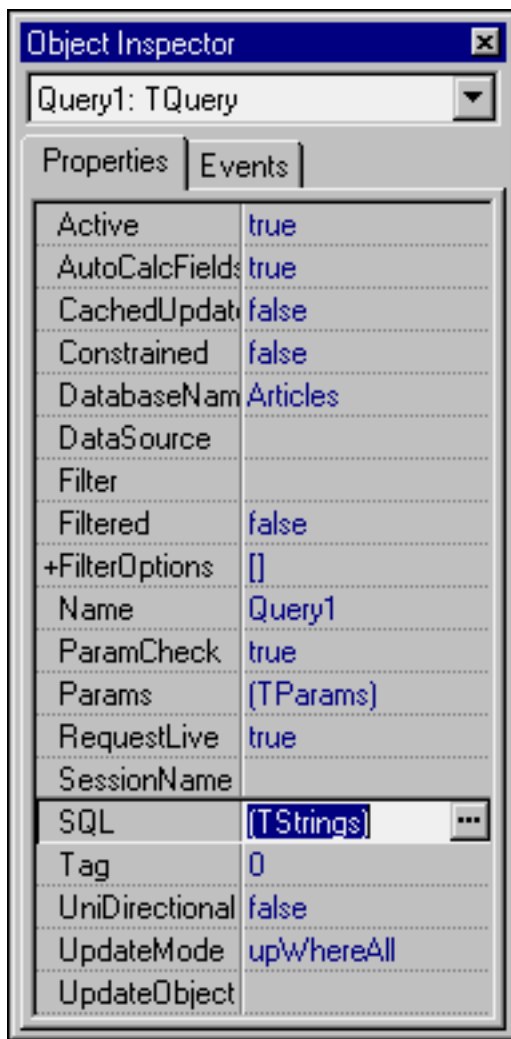 Object Inspector
Query1: TQuery
Properties Events
Active true
AutoCalcFields true
CachedUpdat false
Constrained false
DatabaseNam Articles
DataSource
Filter
Filtered false
+FilterOptions []
Name Query1
ParamCheck true
Params (TParams)
RequestLive true
SessionName
SQL (TStrings) ...
Tag 0
UniDirectional false
UpdateMode upWhereAll
UpdateObject